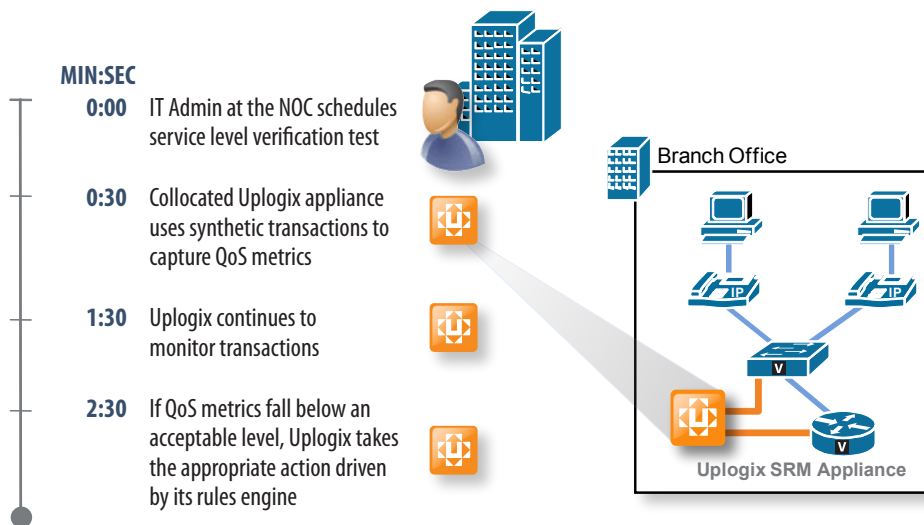 MIN:SEC
0:00 IT Admin at the NOC schedules
service level verification test
0:30 Collocated Uplogix appliance
uses synthetic transactions to
capture QoS metrics
1:30 Uplogix continues to
monitor transactions
2:30 If QoS metrics fall below an
acceptable level, Uplogix takes
the appropriate action driven
by its rules engine
Branch Office
IP
IP
V
V
Uplogix SRM Appliance